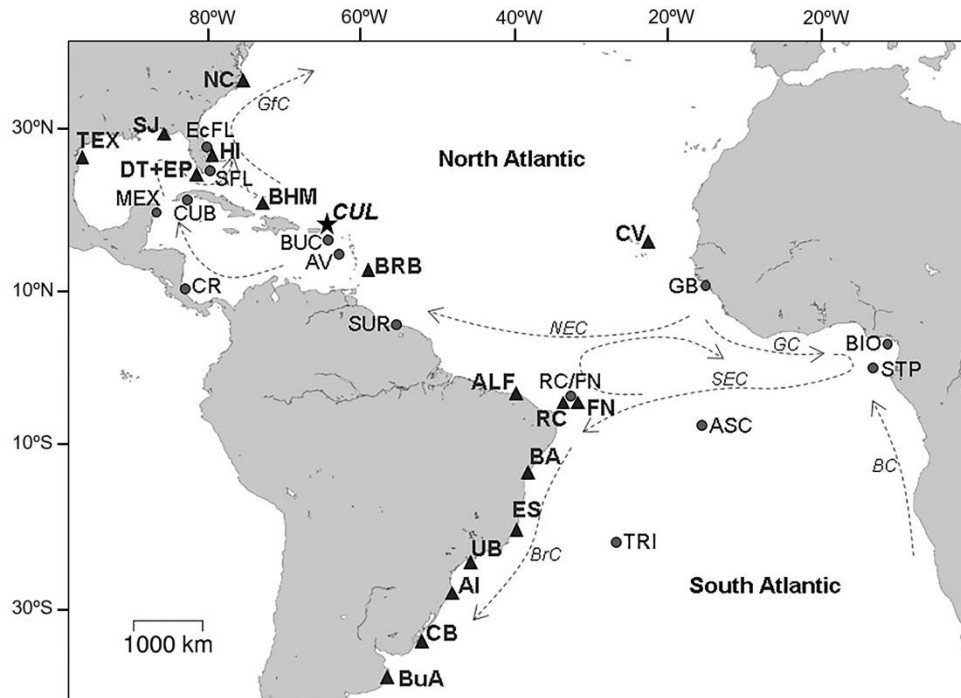 80ºW
60ºW
40ºW
20ºW
20ºW
NC
GfC
30ºN
SJ
EcFL
TEX
HI
North Atlantic
DT+EP
SFL
MEX
CUB
BHM
CUL
BUC
CV
AV
BRB
CR
GB
10ºN
SUR
NEC
GC
BIO
STP
SEC
ALF
RC/FN
RC
FN
ASC
10ºS
BA
BC
ES
UB
BrC
TRI
AI
South Atlantic
30ºS
CB
1000 km
BuA